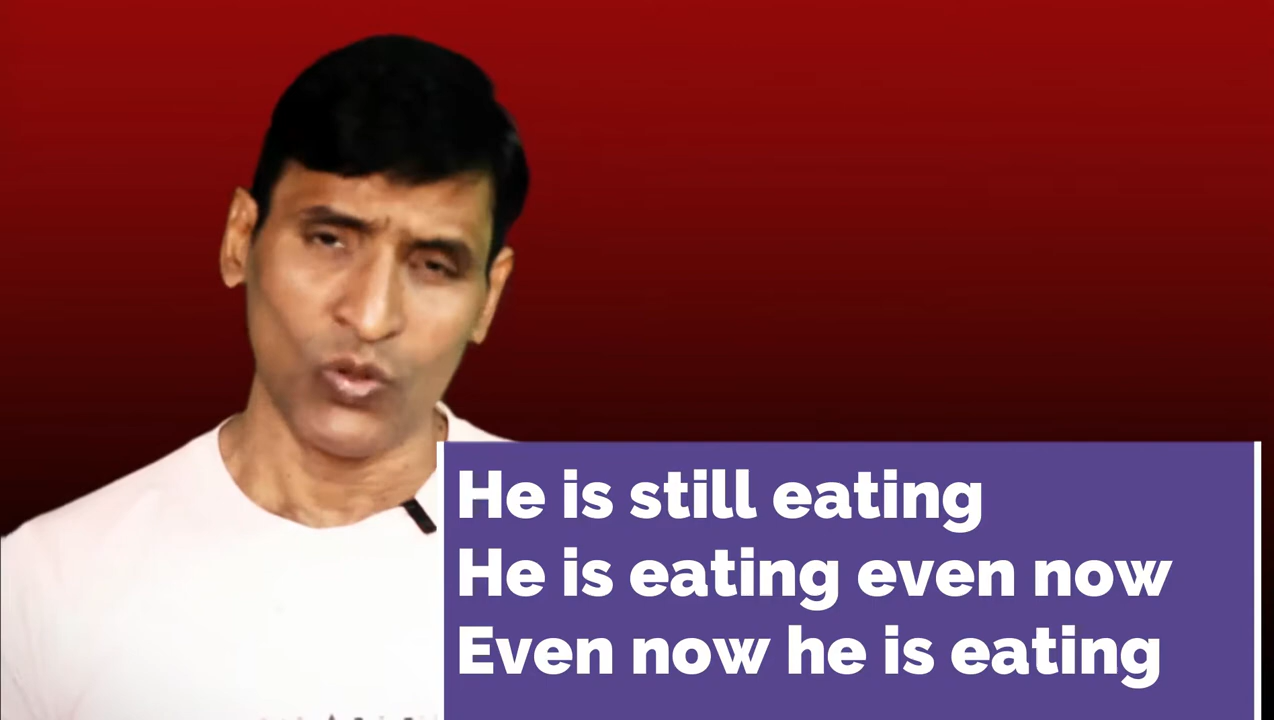 He is still eating
He is eating even now
Even now he is eating